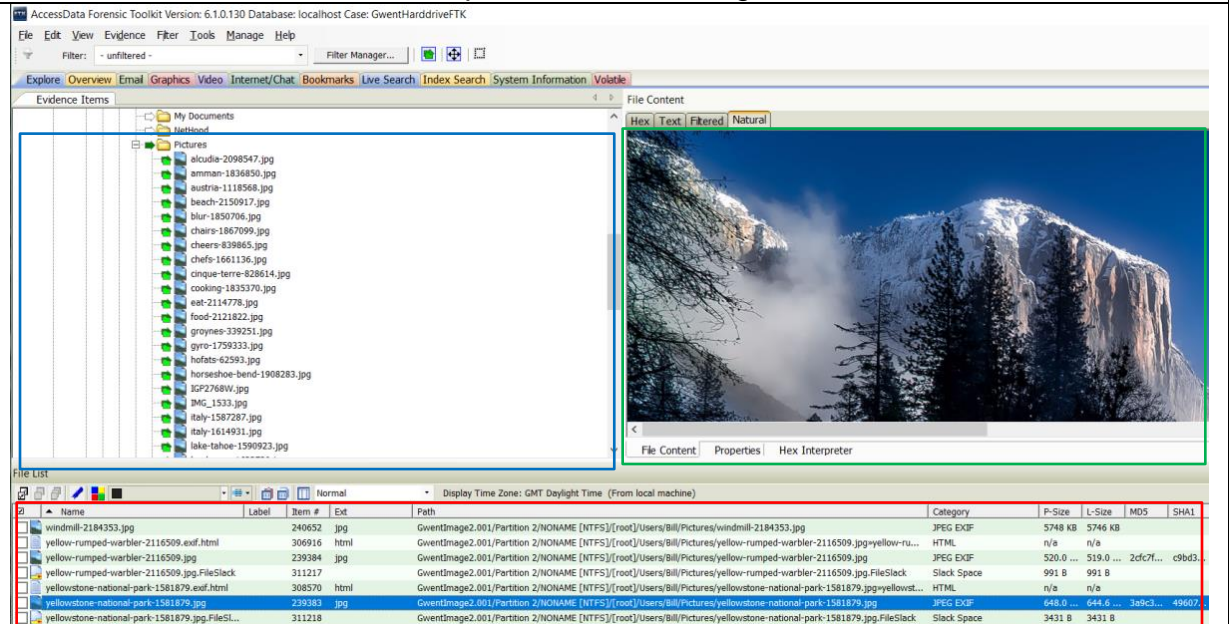 AccessData Forensic Toolkit Version: 6.1.0.130 Database: localhost Case: GwentHarddriveFTK
File Edit View Evidence Filter Tools Manage Help
Filter: - unfiltered - Filter Manager...
Explore Overview Email Graphics Video Internet/Chat Bookmarks Live Search Index Search System Information Volatile
Evidence Items
My Documents
NetHood
Pictures
alcudia-2098547.jpg
amman-1836850.jpg
austria-1118568.jpg
beach-2150917.jpg
blur-1850706.jpg
chairs-1867099.jpg
cheers-839865.jpg
chefs-1661136.jpg
cinque-terre-828614.jpg
cooking-1835370.jpg
eat-2114778.jpg
food-2121822.jpg
groynes-339251.jpg
gyro-1759333.jpg
hofats-62593.jpg
horseshoe-bend-1908283.jpg
IGP2768W.jpg
IMG_1533.jpg
italy-1587287.jpg
italy-1614931.jpg
lake-tahoe-1590923.jpg
File Content
Hex Text Filtered Natural
File Content Properties Hex Interpreter
File List
Normal Display Time Zone: GMT Daylight Time (From local machine)
Name Label Item # Ext Path Category P-Size L-Size MD5 SHA1
windmill-2184353.jpg 240652 jpg GwentImage2.001/Partition 2/NONAME [NTFS]/[root]/Users/Bill/Pictures/windmill-2184353.jpg JPEG EXIF 5748 KB 5746 KB
yellow-rumped-warbler-2116509.exif.html 306916 html GwentImage2.001/Partition 2/NONAME [NTFS]/[root]/Users/Bill/Pictures/yellow-rumped-warbler-2116509.jpg»yellow-ru... HTML n/a n/a
yellow-rumped-warbler-2116509.jpg 239384 jpg GwentImage2.001/Partition 2/NONAME [NTFS]/[root]/Users/Bill/Pictures/yellow-rumped-warbler-2116509.jpg JPEG EXIF 520.0 ... 519.0 ... 2cfc7f... c9bd3...
yellow-rumped-warbler-2116509.jpg.FileSlack 311217 GwentImage2.001/Partition 2/NONAME [NTFS]/[root]/Users/Bill/Pictures/yellow-rumped-warbler-2116509.jpg.FileSlack Slack Space 991 B 991 B
yellowstone-national-park-1581879.exif.html 308570 html GwentImage2.001/Partition 2/NONAME [NTFS]/[root]/Users/Bill/Pictures/yellowstone-national-park-1581879.jpg»yellowst... HTML n/a n/a
yellowstone-national-park-1581879.jpg 239383 jpg GwentImage2.001/Partition 2/NONAME [NTFS]/[root]/Users/Bill/Pictures/yellowstone-national-park-1581879.jpg JPEG EXIF 648.0 ... 644.6 ... 3a9c3... 49607...
yellowstone-national-park-1581879.jpg.FileSl... 311218 GwentImage2.001/Partition 2/NONAME [NTFS]/[root]/Users/Bill/Pictures/yellowstone-national-park-1581879.jpg.FileSlack Slack Space 3431 B 3431 B